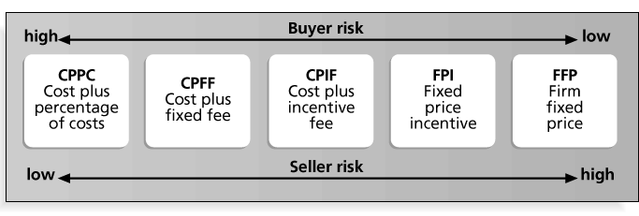 Buyer risk
high low
CPPC
Cost plus
percentage
of costs
CPFF
Cost plus
fixed fee
CPIF
Cost plus
incentive
fee
FPI
Fixed
price
incentive
FFP
Firm
fixed
price
Seller risk
low high